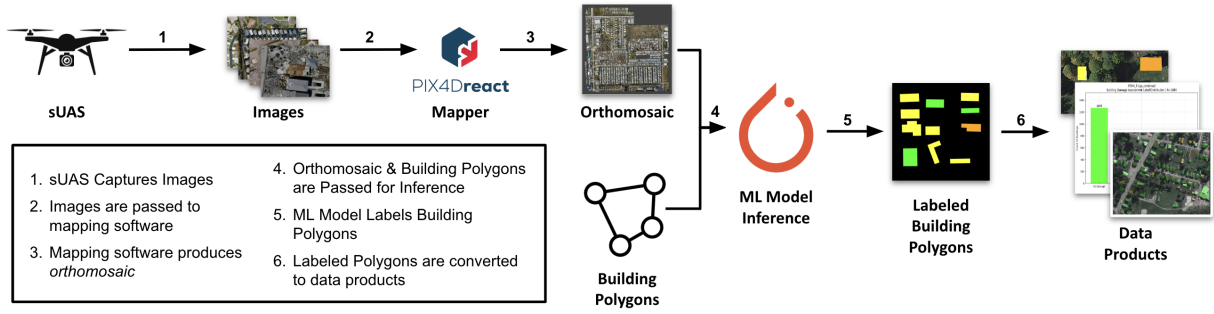 1
2
3
4
5
6
sUAS
Images
PIX4Dreact
Mapper
Orthomosaic
Building
Polygons
ML Model
Inference
Labeled
Building
Polygons
Data
Products
1. sUAS Captures Images
2. Images are passed to
mapping software
3. Mapping software produces
orthomosaic
4. Orthomosaic & Building Polygons
are Passed for Inference
5. ML Model Labels Building
Polygons
6. Labeled Polygons are converted
to data products